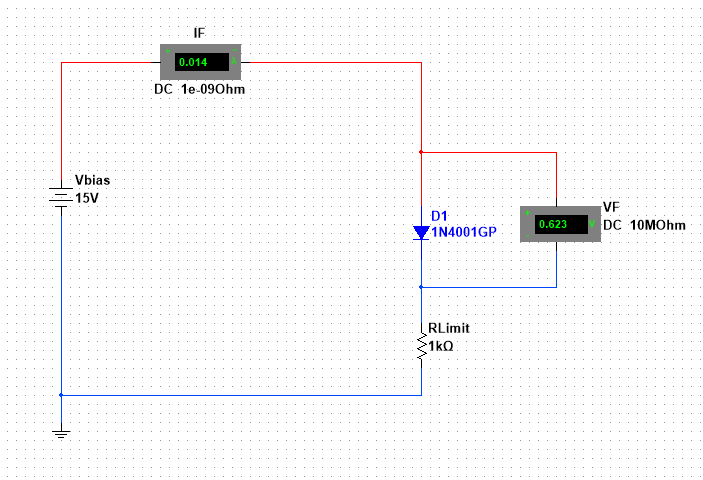 IF
0.014 A
DC 1e-09Ohm
Vbias
15V
D1
1N4001GP
VF
0.623 V
DC 10MOhm
RLimit
1kΩ